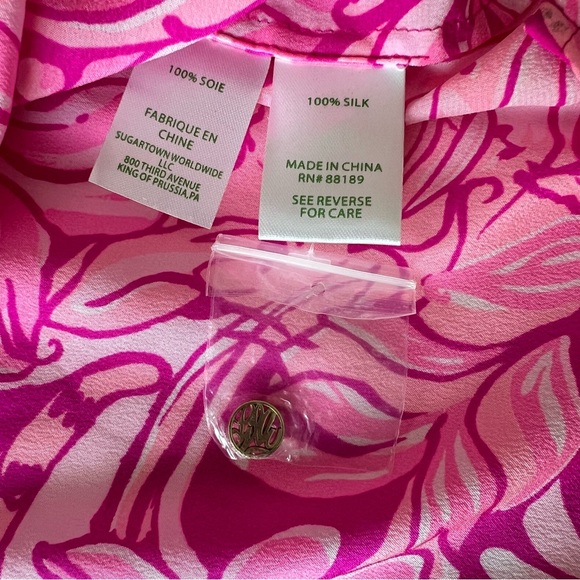 100% SOIE
FABRIQUE EN
CHINE
SUGARTOWN WORLDWIDE
LLC
800 THIRD AVENUE
KING OF PRUSSIA,PA
100% SILK
MADE IN CHINA
RN# 88189
SEE REVERSE
FOR CARE